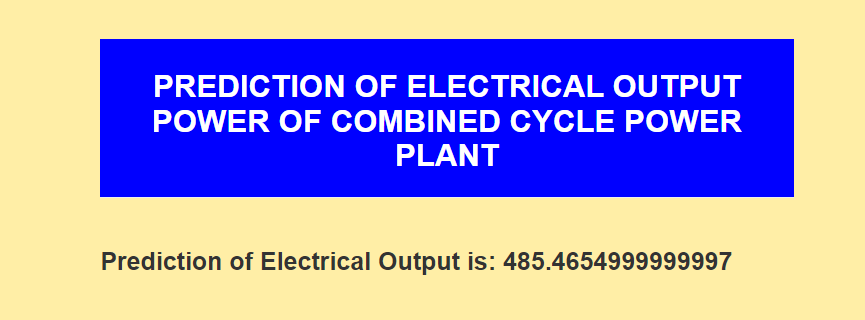 PREDICTION OF ELECTRICAL OUTPUT
POWER OF COMBINED CYCLE POWER
PLANT
Prediction of Electrical Output is: 485.4654999999997